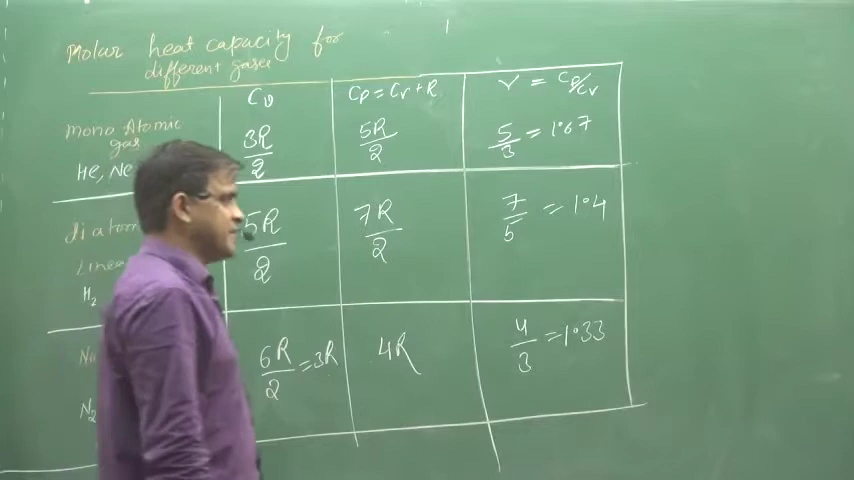 Molar heat capacity for
different gases
Cv Cp = Cv + R γ = Cp/Cv
Mono Atomic
gas
He, Ne
3R/2 5R/2 5/3 = 1.67
diatom
Linea
H₂
5R/2 7R/2 7/5 = 1.4
N₂
6R/2 = 3R 4R 4/3 = 1.33